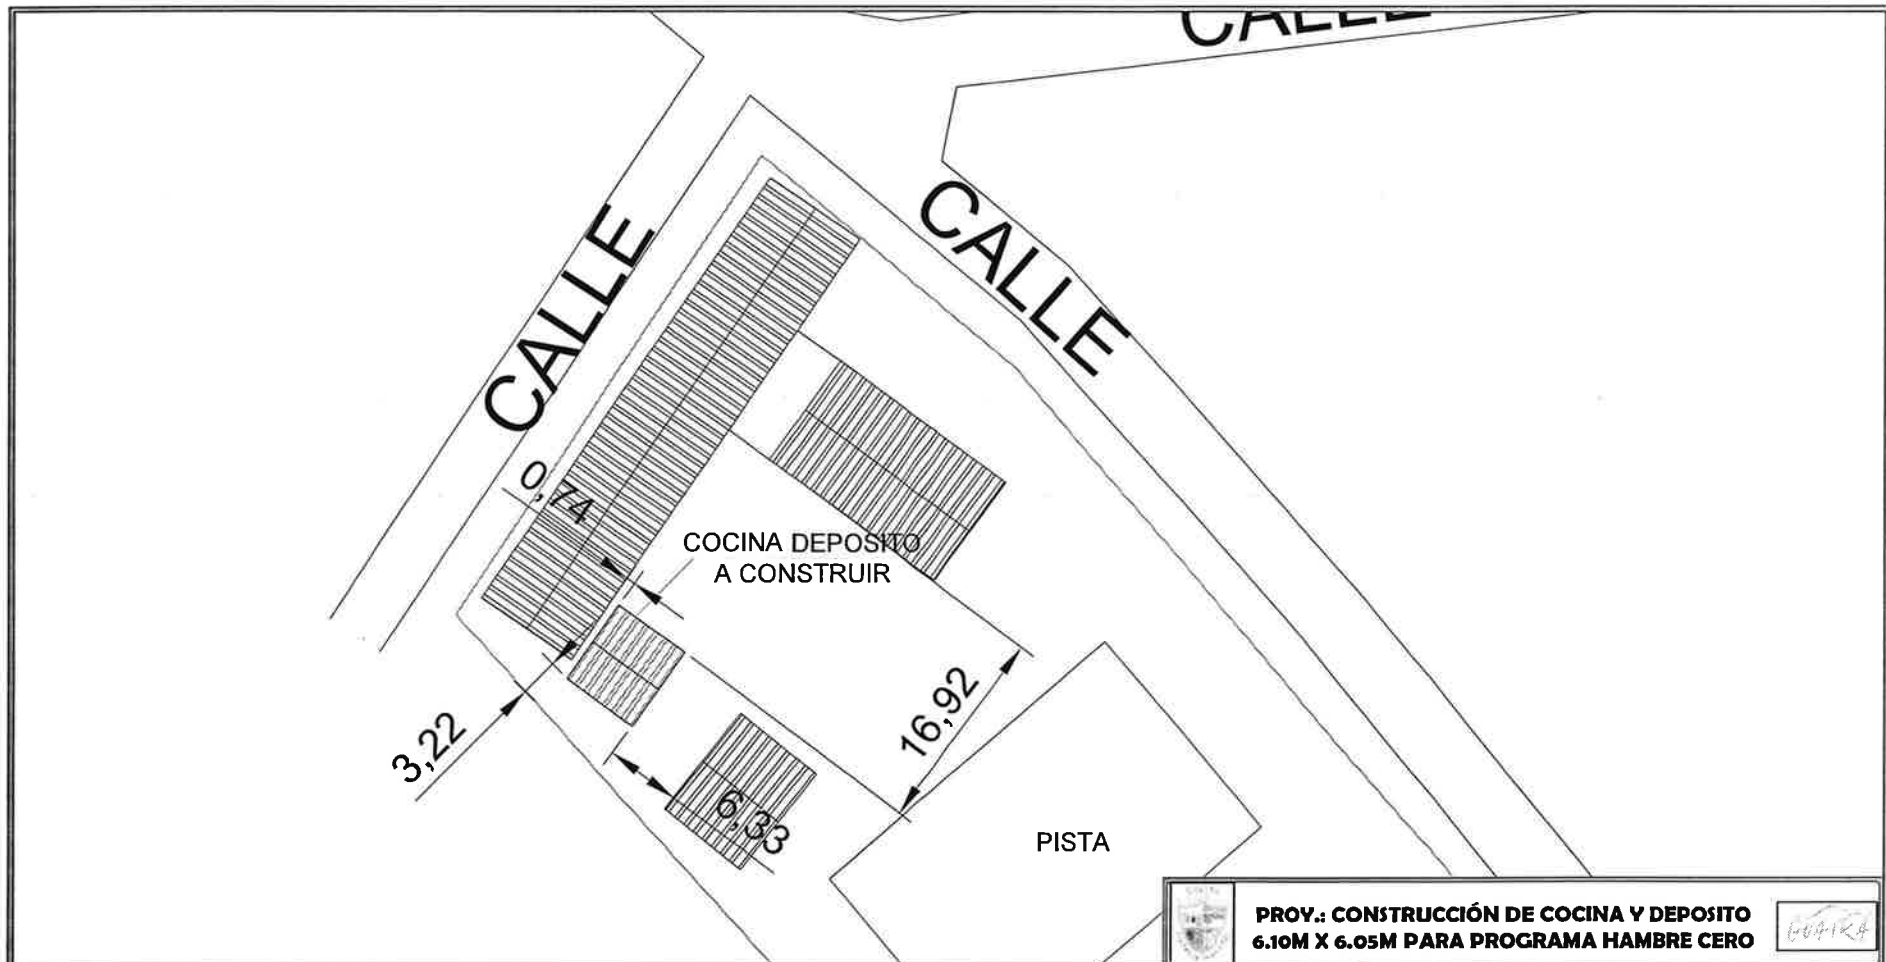 CALLE
CALLE
CALLE
0,74
COCINA DEPOSITO
A CONSTRUIR
3,22
16,92
6,33
PISTA
PROY.: CONSTRUCCIÓN DE COCINA Y DEPOSITO
6.10M X 6.05M PARA PROGRAMA HAMBRE CERO
GUAIRA